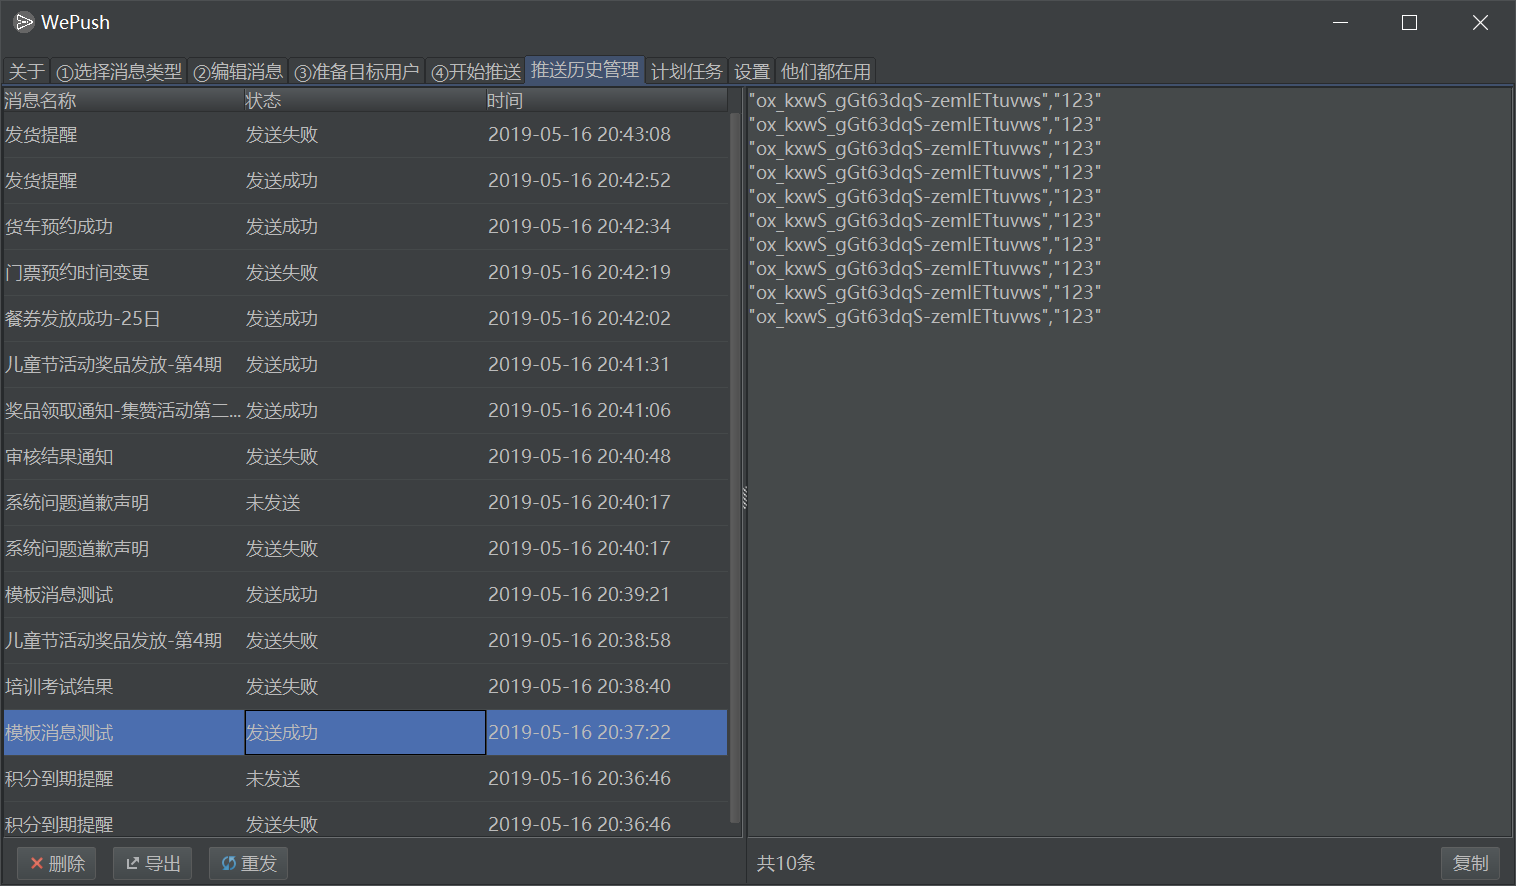 WePush
关于 ①选择消息类型 ②编辑消息 ③准备目标用户 ④开始推送 推送历史管理 计划任务 设置 他们都在用
消息名称 状态 时间
发货提醒 发送失败 2019-05-16 20:43:08
发货提醒 发送成功 2019-05-16 20:42:52
货车预约成功 发送成功 2019-05-16 20:42:34
门票预约时间变更 发送失败 2019-05-16 20:42:19
餐券发放成功-25日 发送成功 2019-05-16 20:42:02
儿童节活动奖品发放-第4期 发送成功 2019-05-16 20:41:31
奖品领取通知-集赞活动第二... 发送成功 2019-05-16 20:41:06
审核结果通知 发送失败 2019-05-16 20:40:48
系统问题道歉声明 未发送 2019-05-16 20:40:17
系统问题道歉声明 发送失败 2019-05-16 20:40:17
模板消息测试 发送成功 2019-05-16 20:39:21
儿童节活动奖品发放-第4期 发送失败 2019-05-16 20:38:58
培训考试结果 发送失败 2019-05-16 20:38:40
模板消息测试 发送成功 2019-05-16 20:37:22
积分到期提醒 未发送 2019-05-16 20:36:46
积分到期提醒 发送失败 2019-05-16 20:36:46
删除 导出 重发
"ox_kxwS_gGt63dqS-zemlETtuvws","123"
"ox_kxwS_gGt63dqS-zemlETtuvws","123"
"ox_kxwS_gGt63dqS-zemlETtuvws","123"
"ox_kxwS_gGt63dqS-zemlETtuvws","123"
"ox_kxwS_gGt63dqS-zemlETtuvws","123"
"ox_kxwS_gGt63dqS-zemlETtuvws","123"
"ox_kxwS_gGt63dqS-zemlETtuvws","123"
"ox_kxwS_gGt63dqS-zemlETtuvws","123"
"ox_kxwS_gGt63dqS-zemlETtuvws","123"
"ox_kxwS_gGt63dqS-zemlETtuvws","123"
共10条 复制